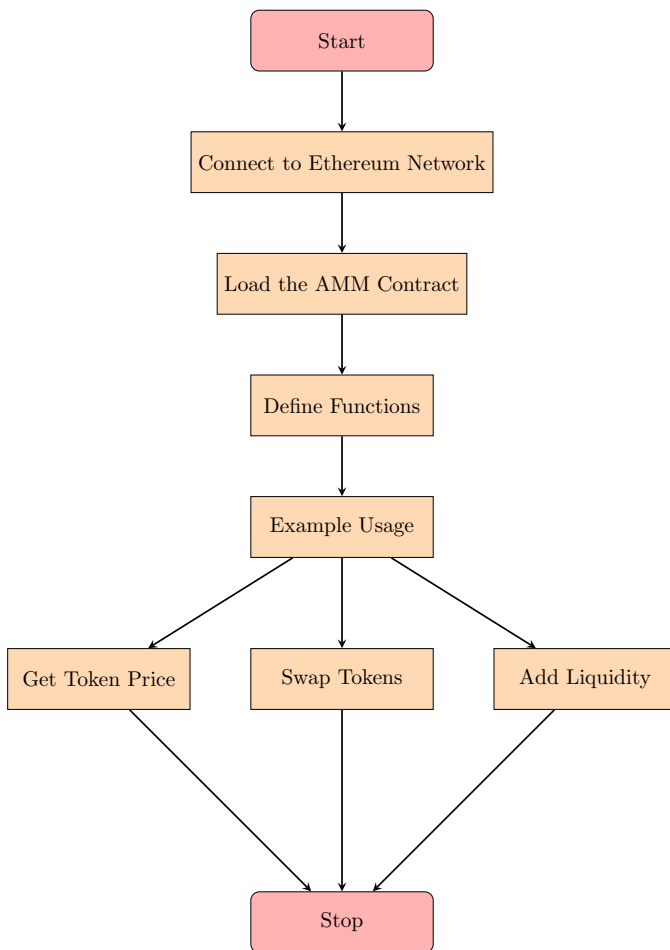 Start
Connect to Ethereum Network
Load the AMM Contract
Define Functions
Example Usage
Get Token Price
Swap Tokens
Add Liquidity
Stop